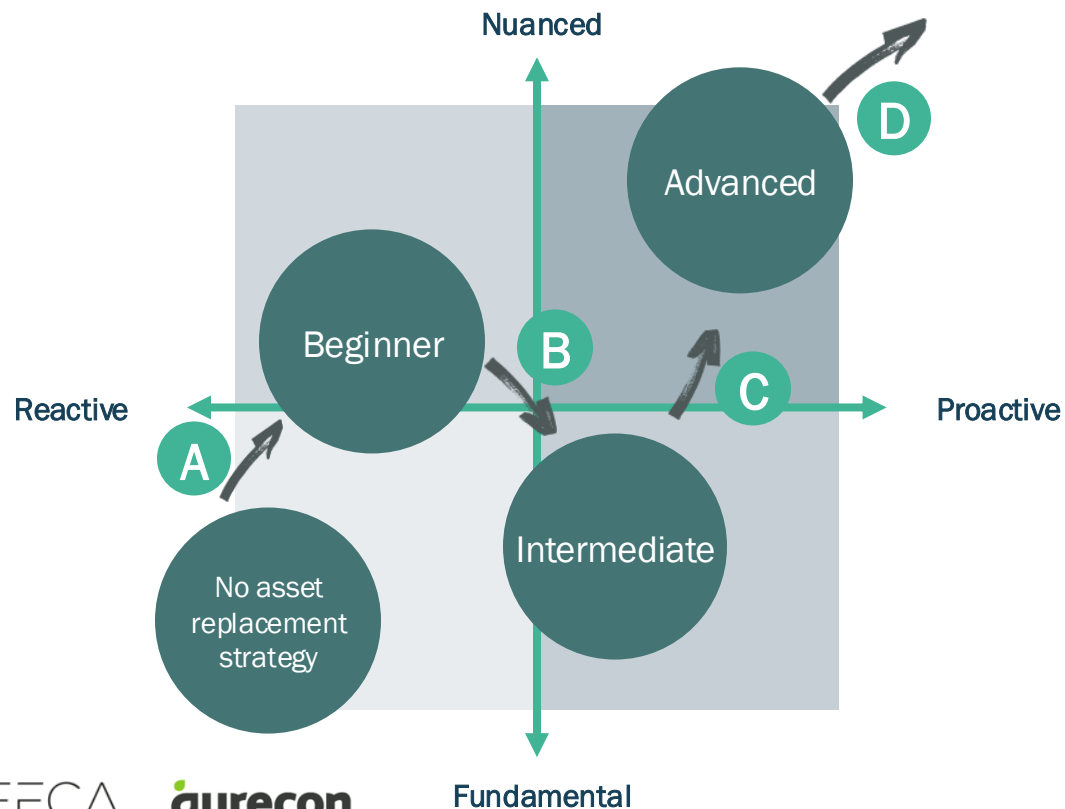 Nuanced
D
Advanced
Beginner
B
C
Reactive
Proactive
A
Intermediate
No asset
replacement
strategy
aurecon
Fundamental